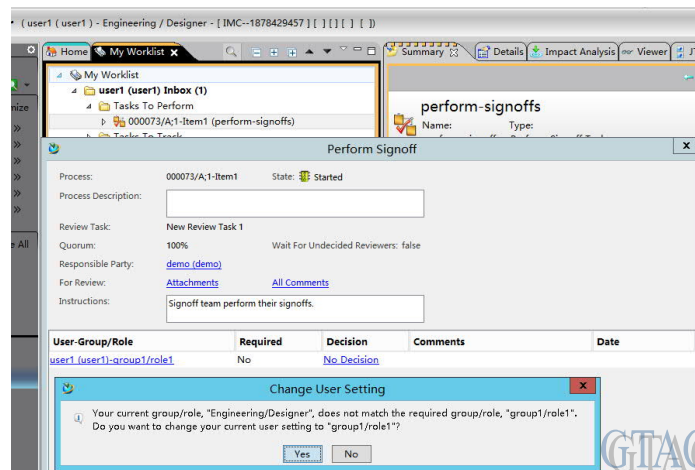 ( user1 ( user1 ) - Engineering / Designer - [ IMC--1878429457 ] [ ] [ ] [ ] [ ])
Home My Worklist Summary Details Impact Analysis Viewer
My Worklist
user1 (user1) Inbox (1)
Tasks To Perform
000073/A;1-Item1 (perform-signoffs)
Tasks To Track
perform-signoffs
Name: Type:
Perform Signoff
Process: 000073/A;1-Item1 State: Started
Process Description:
Review Task: New Review Task 1
Quorum: 100% Wait For Undecided Reviewers: false
Responsible Party: demo (demo)
For Review: Attachments All Comments
Instructions: Signoff team perform their signoffs.
User-Group/Role Required Decision Comments Date
user1 (user1)-group1/role1 No No Decision
Change User Setting
Your current group/role, "Engineering/Designer", does not match the required group/role, "group1/role1".
Do you want to change your current user setting to "group1/role1"?
Yes No
GTAC